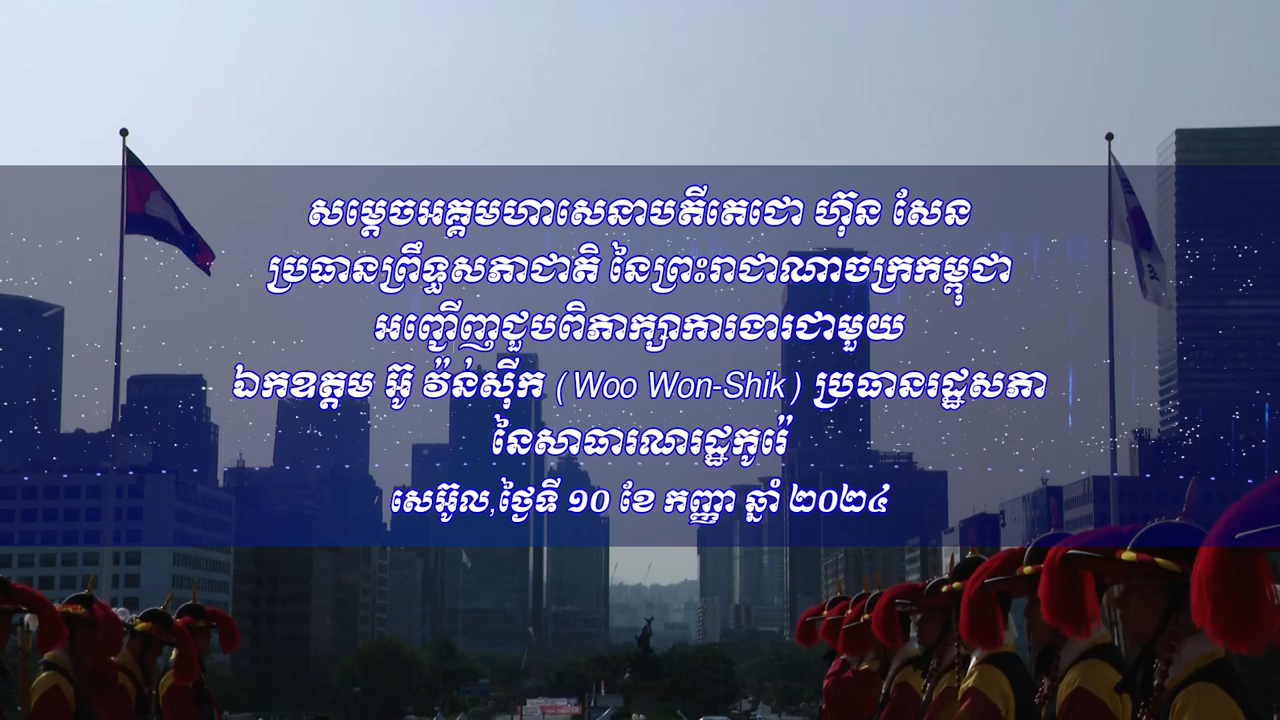 សម្តេចអគ្គមហាសេនាបតីតេជោ ហ៊ុន សែន
ប្រធានព្រឹទ្ធសភាជាតិ នៃព្រះរាជាណាចក្រកម្ពុជា
អញ្ជើញជួបពិភាក្សាការងារជាមួយ
ឯកឧត្តម អ៊ូ វ៉ន់ស៊ីក (Woo Won-Shik) ប្រធានរដ្ឋសភា
នៃសាធារណរដ្ឋកូរ៉េ
សេអ៊ូល,ថ្ងៃទី ១០ ខែ កញ្ញា ឆ្នាំ ២០២៤